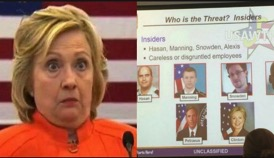 Who is the Threat? Insiders
Insiders
• Hasan, Manning, Snowden, Alexis
• Careless or disgruntled employees
Hasan Manning Snowden
Petraeus Clinton
UNCLASSIFIED